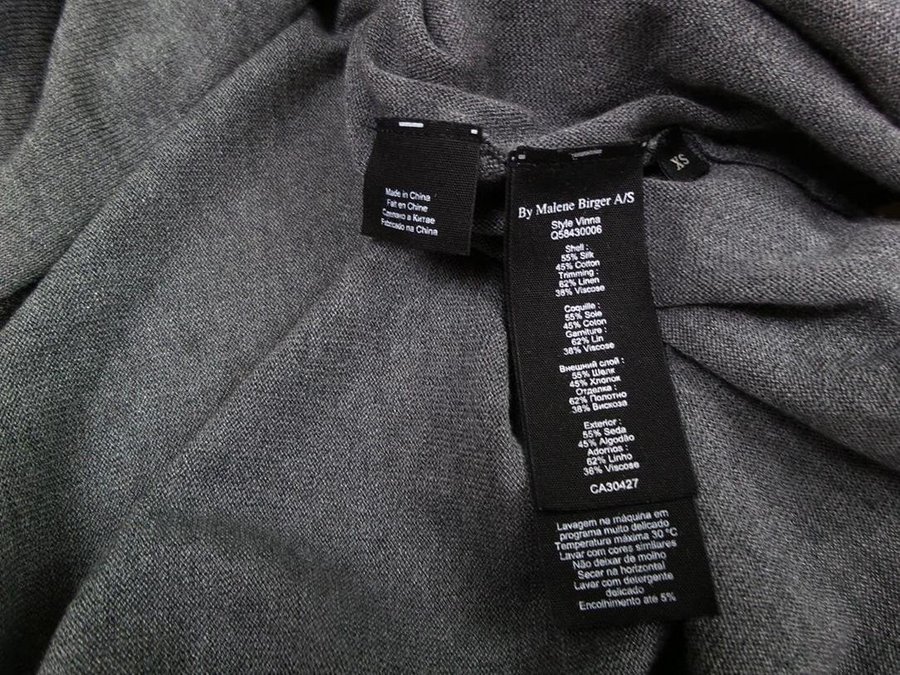 Made in China
Fait en Chine
Сделано в Китае
Fabricado na China
XS
By Malene Birger A/S
Style Vinna
Q58430006
Shell :
55% Silk
45% Cotton
Trimming :
62% Linen
38% Viscose
Coquille :
55% Soie
45% Coton
Garniture :
62% Lin
38% Viscose
Внешний слой :
55% Шелк
45% Хлопок
Отделка :
62% Полотно
38% Вискоза
Exterior :
55% Seda
45% Algodão
Adornos :
62% Linho
38% Viscose
CA30427
Lavagem na máquina em
programa muito delicado
Temperatura máxima 30 °C
Lavar com cores similares
Não deixar de molho
Secar na horizontal
Lavar com detergente
delicado
Encolhimento até 5%